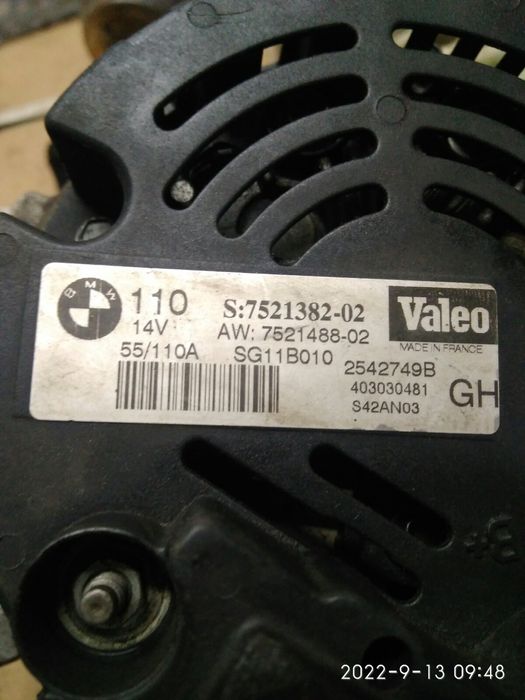 BMW
110
S:7521382-02
Valeo
14V
AW: 7521488-02
MADE IN FRANCE
55/110A
SG11B010
2542749B
403030481
GH
S42AN03
B+
2022-9-13 09:48